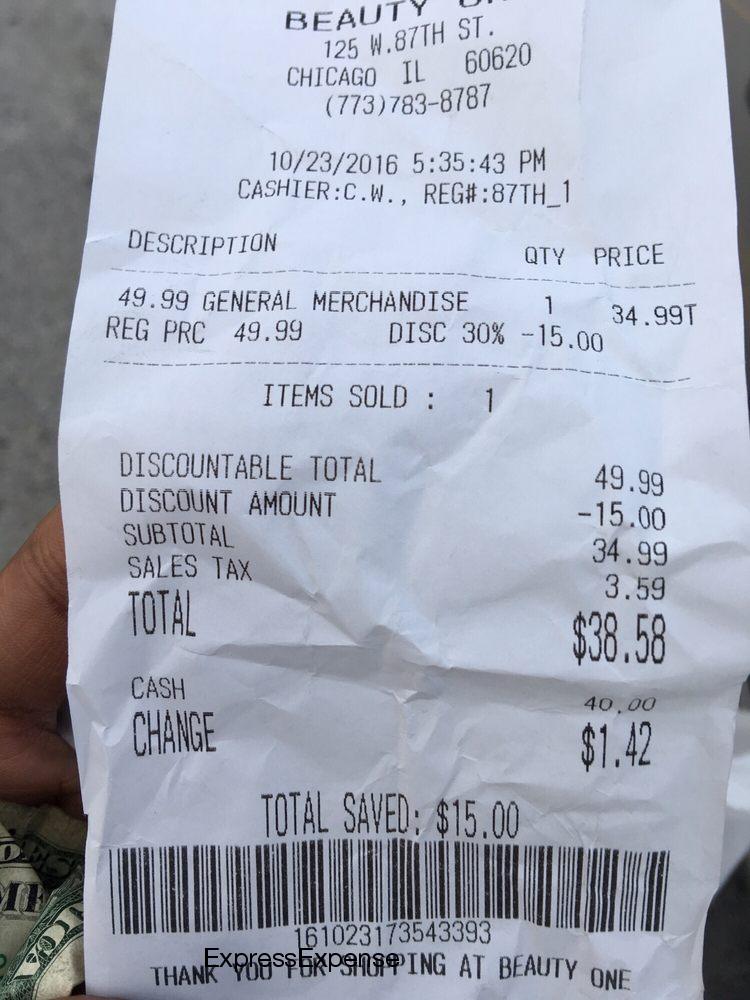 BEAUTY
125 W.87TH ST.
CHICAGO IL 60620
(773)783-8787
10/23/2016 5:35:43 PM
CASHIER:C.W., REG#:87TH_1
DESCRIPTION QTY PRICE
49.99 GENERAL MERCHANDISE 1 34.99T
REG PRC 49.99 DISC 30% -15.00
ITEMS SOLD : 1
DISCOUNTABLE TOTAL 49.99
DISCOUNT AMOUNT -15.00
SUBTOTAL 34.99
SALES TAX 3.59
TOTAL $38.58
CASH 40.00
CHANGE $1.42
TOTAL SAVED: $15.00
161023173543393
ExpressExpense
THANK YOU FOR SHOPPING AT BEAUTY ONE